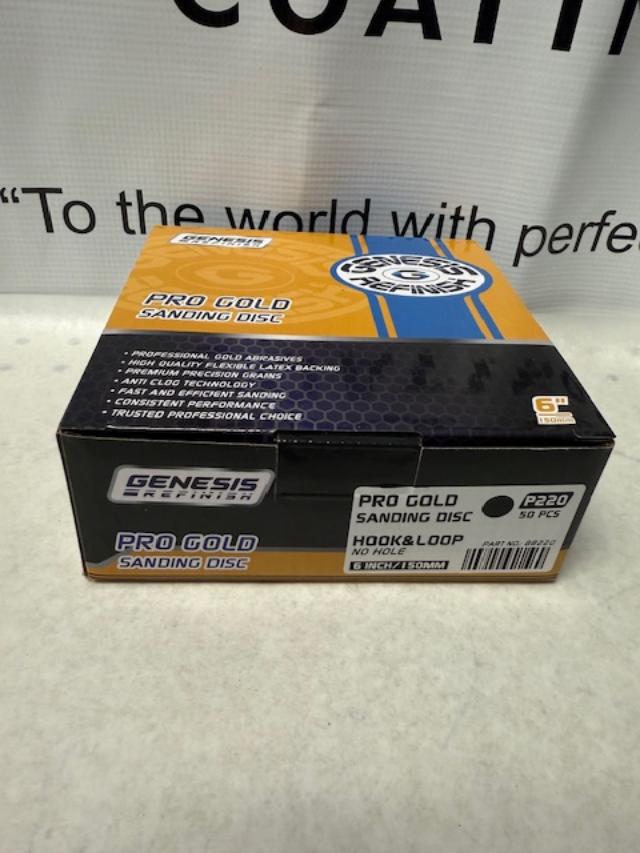 COATI
“To the world with perfe
GENESIS
REFINISH
GENESIS
G
REFINISH
PRO GOLD
SANDING DISC
• PROFESSIONAL GOLD ABRASIVES
• HIGH QUALITY FLEXIBLE LATEX BACKING
• PREMIUM PRECISION GRAINS
• ANTI CLOG TECHNOLOGY
• FAST AND EFFICIENT SANDING
• CONSISTENT PERFORMANCE
• TRUSTED PROFESSIONAL CHOICE
6"
150mm
GENESIS
REFINISH
PRO GOLD
SANDING DISC
PRO GOLD
SANDING DISC
P220
50 PCS
HOOK&LOOP
NO HOLE
PART NO.: 88220
6 INCH/150MM